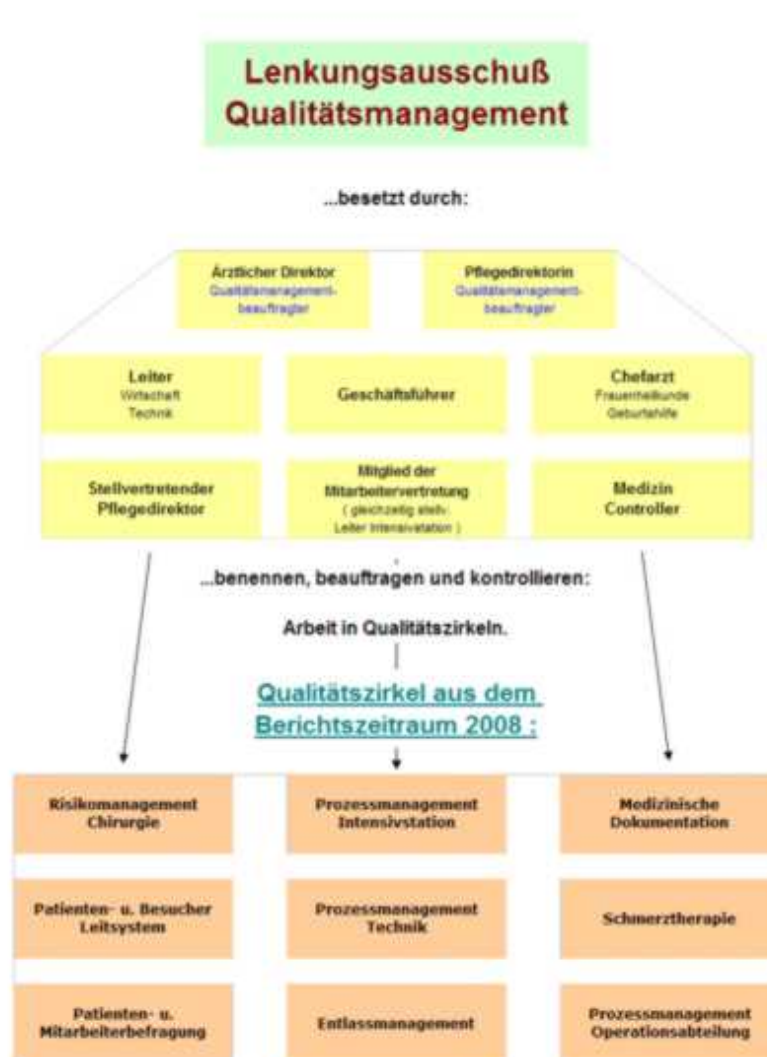 Lenkungsausschuß
Qualitätsmanagement
...besetzt durch:
Ärztlicher Direktor
Qualitätsmanagement-
beauftragter
Pflegedirektorin
Qualitätsmanagement-
beauftragter
Leiter
Wirtschaft
Technik
Geschäftsführer
Chefarzt
Frauenheilkunde
Geburtshilfe
Stellvertretender
Pflegedirektor
Mitglied der
Mitarbeitervertretung
( gleichzeitig stellv.
Leiter Intensivstation )
Medizin
Controller
...benennen, beauftragen und kontrollieren:
Arbeit in Qualitätszirkeln.
Qualitätszirkel aus dem
Berichtszeitraum 2008 :
Risikomanagement
Chirurgie
Prozessmanagement
Intensivstation
Medizinische
Dokumentation
Patienten- u. Besucher
Leitsystem
Prozessmanagement
Technik
Schmerztherapie
Patienten- u.
Mitarbeiterbefragung
Entlassmanagement
Prozessmanagement
Operationsabteilung